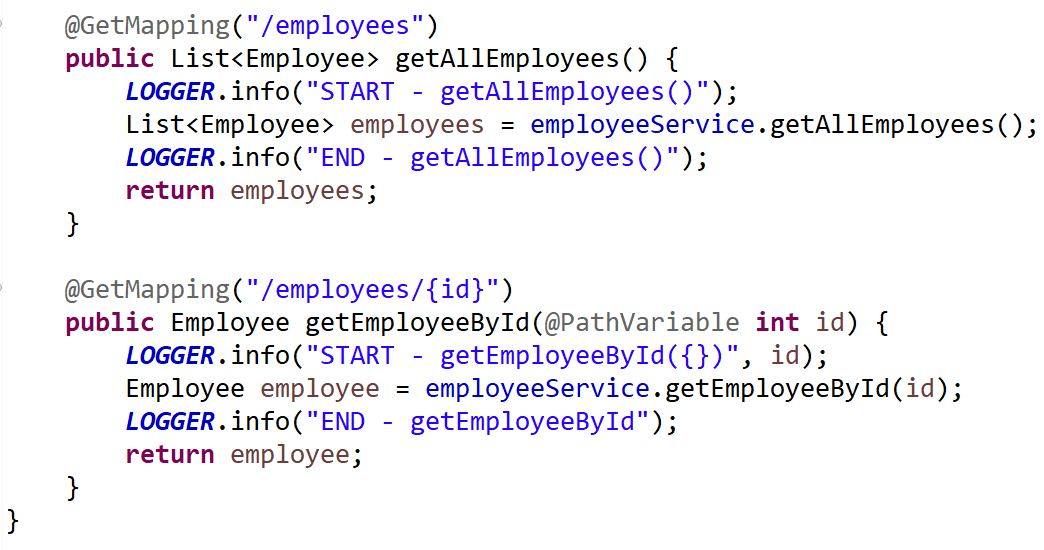 @GetMapping("/employees")
public List<Employee> getAllEmployees() {
LOGGER.info("START - getAllEmployees()");
List<Employee> employees = employeeService.getAllEmployees();
LOGGER.info("END - getAllEmployees()");
return employees;
}
@GetMapping("/employees/{id}")
public Employee getEmployeeById(@PathVariable int id) {
LOGGER.info("START - getEmployeeById({})", id);
Employee employee = employeeService.getEmployeeById(id);
LOGGER.info("END - getEmployeeById");
return employee;
}
}